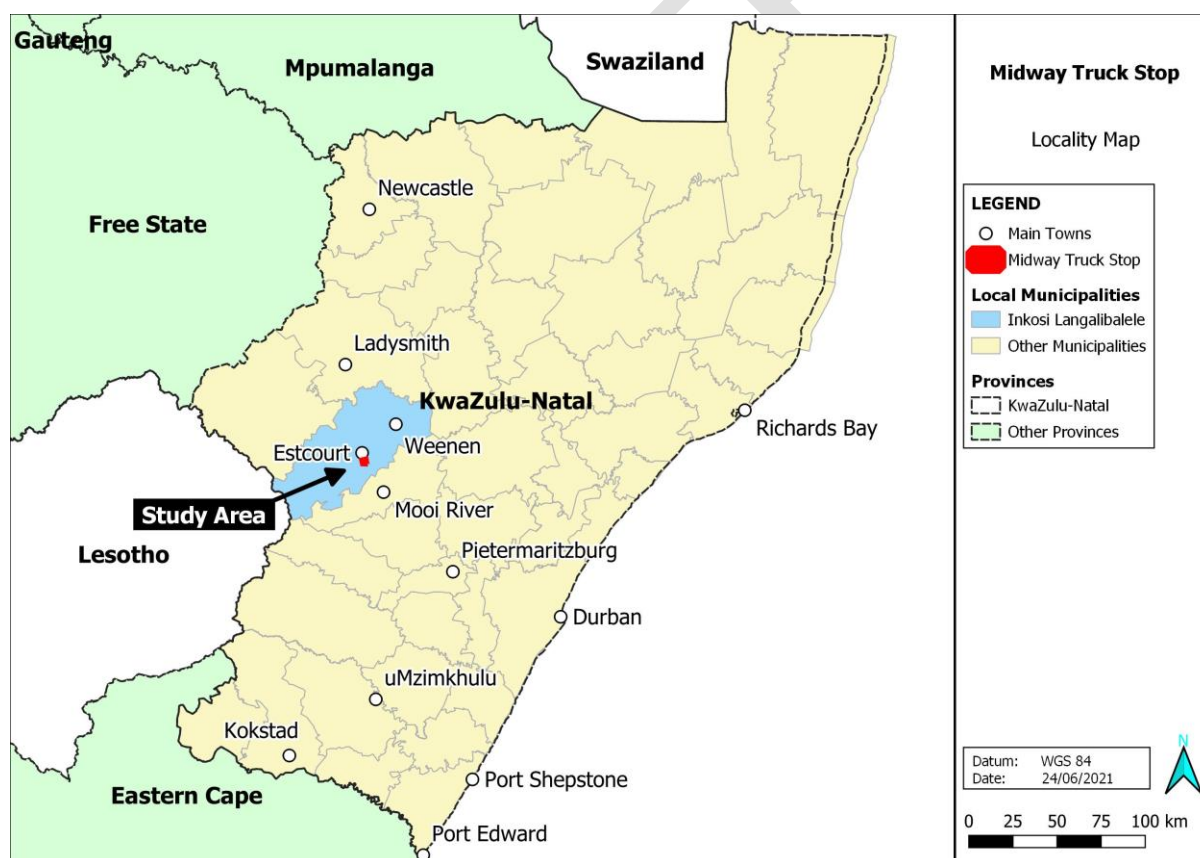 Gauteng
Mpumalanga
Swaziland
Free State
Newcastle
Ladysmith
KwaZulu-Natal
Weenen
Estcourt
Richards Bay
Study Area
Mooi River
Lesotho
Pietermaritzburg
Durban
uMzimkhulu
Kokstad
Port Shepstone
Eastern Cape
Port Edward
Midway Truck Stop
Locality Map
LEGEND
Main Towns
Midway Truck Stop
Local Municipalities
Inkosi Langalibalele
Other Municipalities
Provinces
KwaZulu-Natal
Other Provinces
Datum: WGS 84
Date: 24/06/2021
N
0 25 50 75 100 km